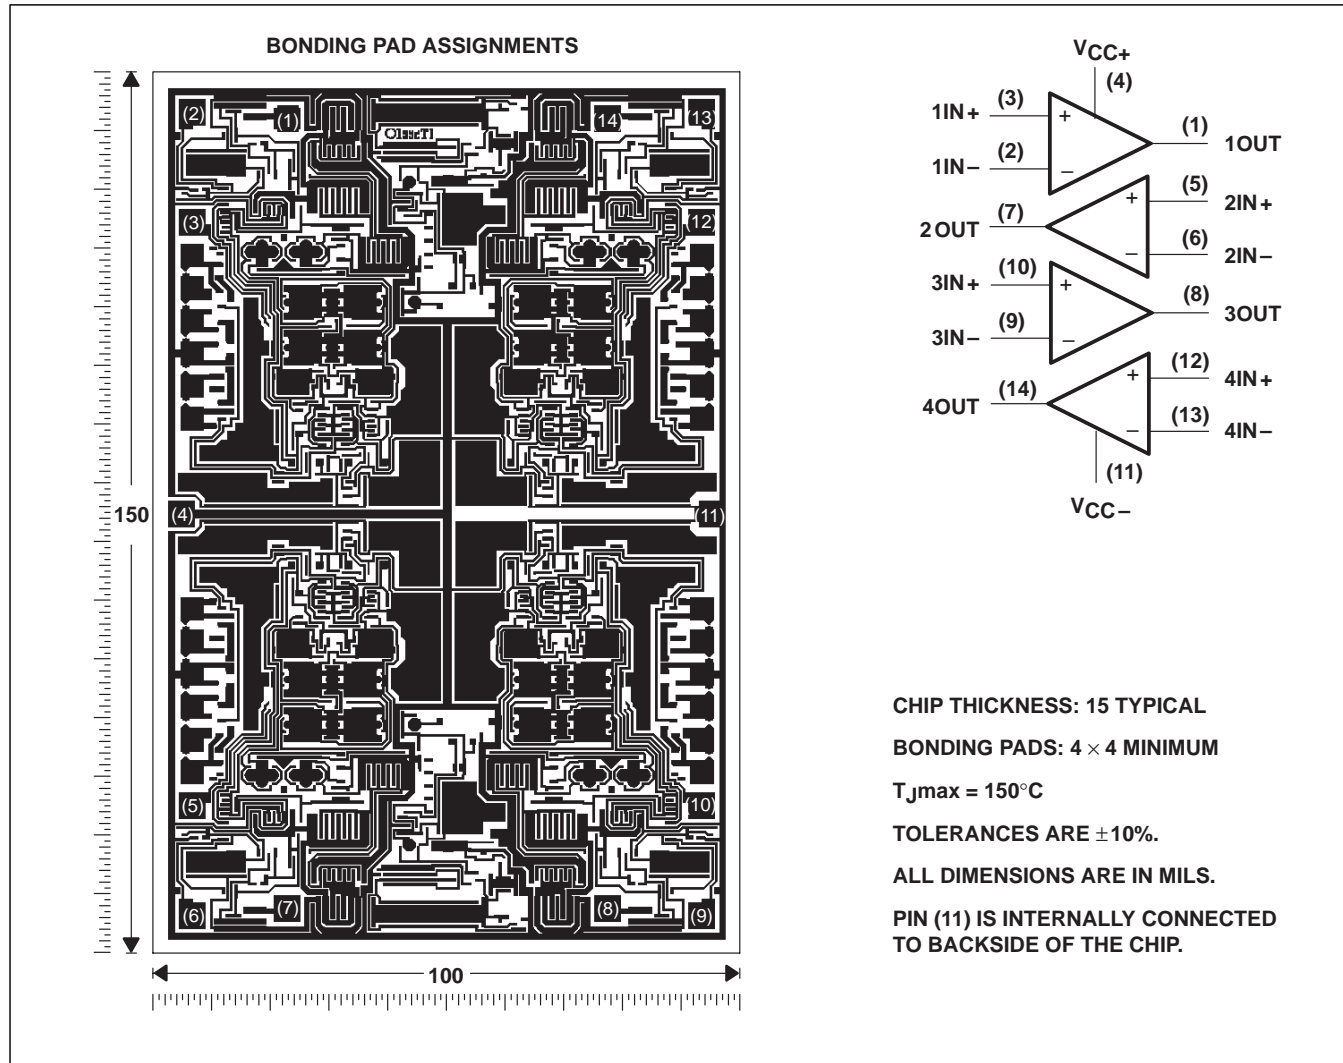 BONDING PAD ASSIGNMENTS
(2)
(1)
(14)
(13)
(3)
(12)
(4)
(11)
(5)
(10)
(6)
(7)
(8)
(9)
150
100
VCC+
(4)
1IN+ (3)
+
(1)
1OUT
1IN− (2)
−
(5)
2IN+
+
2OUT (7)
(6)
2IN−
−
3IN+ (10)
+
(8)
3OUT
3IN− (9)
−
(12)
4IN+
+
4OUT (14)
(13)
4IN−
−
(11)
VCC−
CHIP THICKNESS: 15 TYPICAL
BONDING PADS: 4 × 4 MINIMUM
TJmax = 150°C
TOLERANCES ARE ±10%.
ALL DIMENSIONS ARE IN MILS.
PIN (11) IS INTERNALLY CONNECTED
TO BACKSIDE OF THE CHIP.